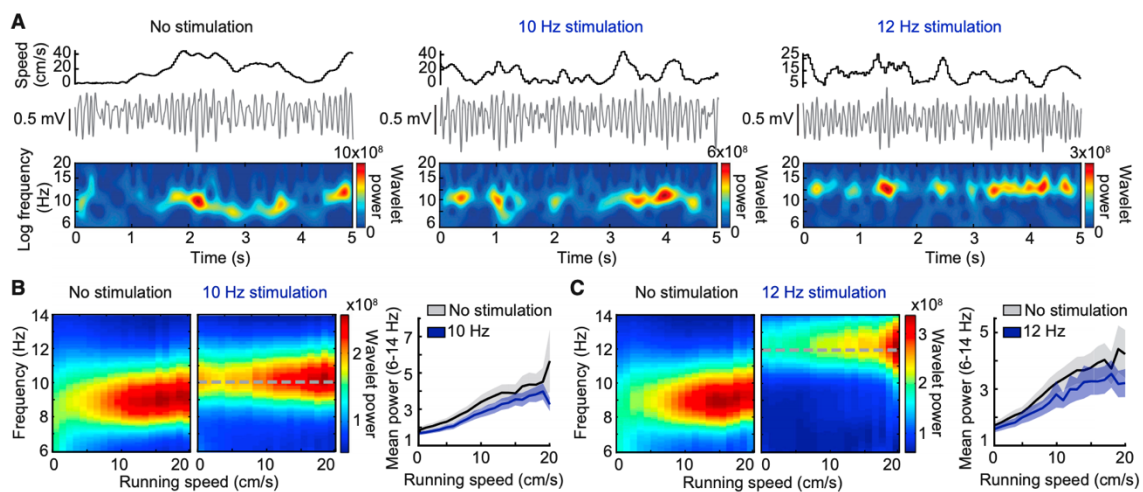 A
No stimulation
10 Hz stimulation
12 Hz stimulation
Speed (cm/s)
40
20
0
40
20
0
25
15
5
0.5 mV
0.5 mV
0.5 mV
Log frequency (Hz)
20
15
10
6
10x10⁸
Wavelet power
0
20
15
10
6
6x10⁸
Wavelet power
0
20
15
10
6
3x10⁸
Wavelet power
0
0 1 2 3 4 5
Time (s)
0 1 2 3 4 5
Time (s)
0 1 2 3 4 5
Time (s)
B
No stimulation
10 Hz stimulation
x10⁸
Frequency (Hz)
14
12
10
8
6
Wavelet power
2
1
0 10 20
0 10 20
Running speed (cm/s)
No stimulation
10 Hz
Mean power (6-14 Hz)
7
5
3
1
0 10 20
Running speed (cm/s)
C
No stimulation
12 Hz stimulation
x10⁸
Frequency (Hz)
14
12
10
8
6
Wavelet power
3
2
1
0 10 20
0 10 20
Running speed (cm/s)
No stimulation
12 Hz
Mean power (6-14 Hz)
5
3
1
0 10 20
Running speed (cm/s)